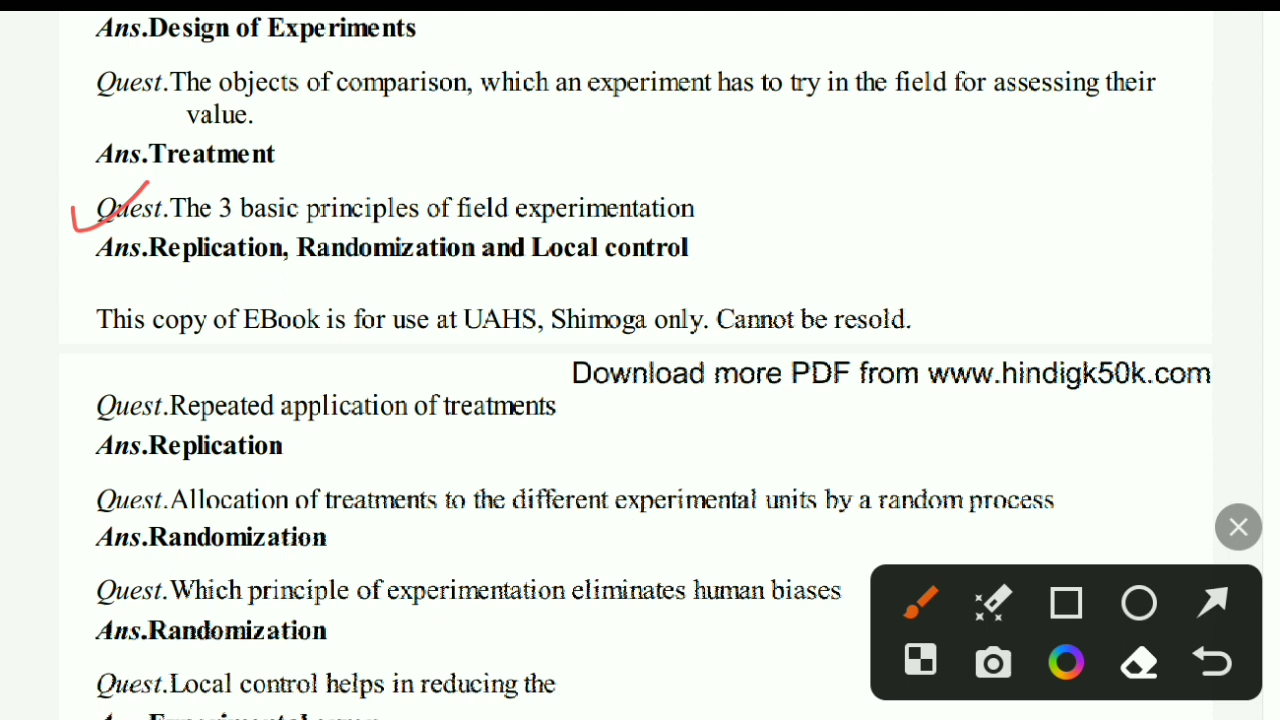 Ans.Design of Experiments
Quest.The objects of comparison, which an experiment has to try in the field for assessing their
value.
Ans.Treatment
Quest.The 3 basic principles of field experimentation
Ans.Replication, Randomization and Local control
This copy of EBook is for use at UAHS, Shimoga only. Cannot be resold.
Download more PDF from www.hindigk50k.com
Quest.Repeated application of treatments
Ans.Replication
Quest.Allocation of treatments to the different experimental units by a random process
Ans.Randomization
Quest.Which principle of experimentation eliminates human biases
Ans.Randomization
Quest.Local control helps in reducing the